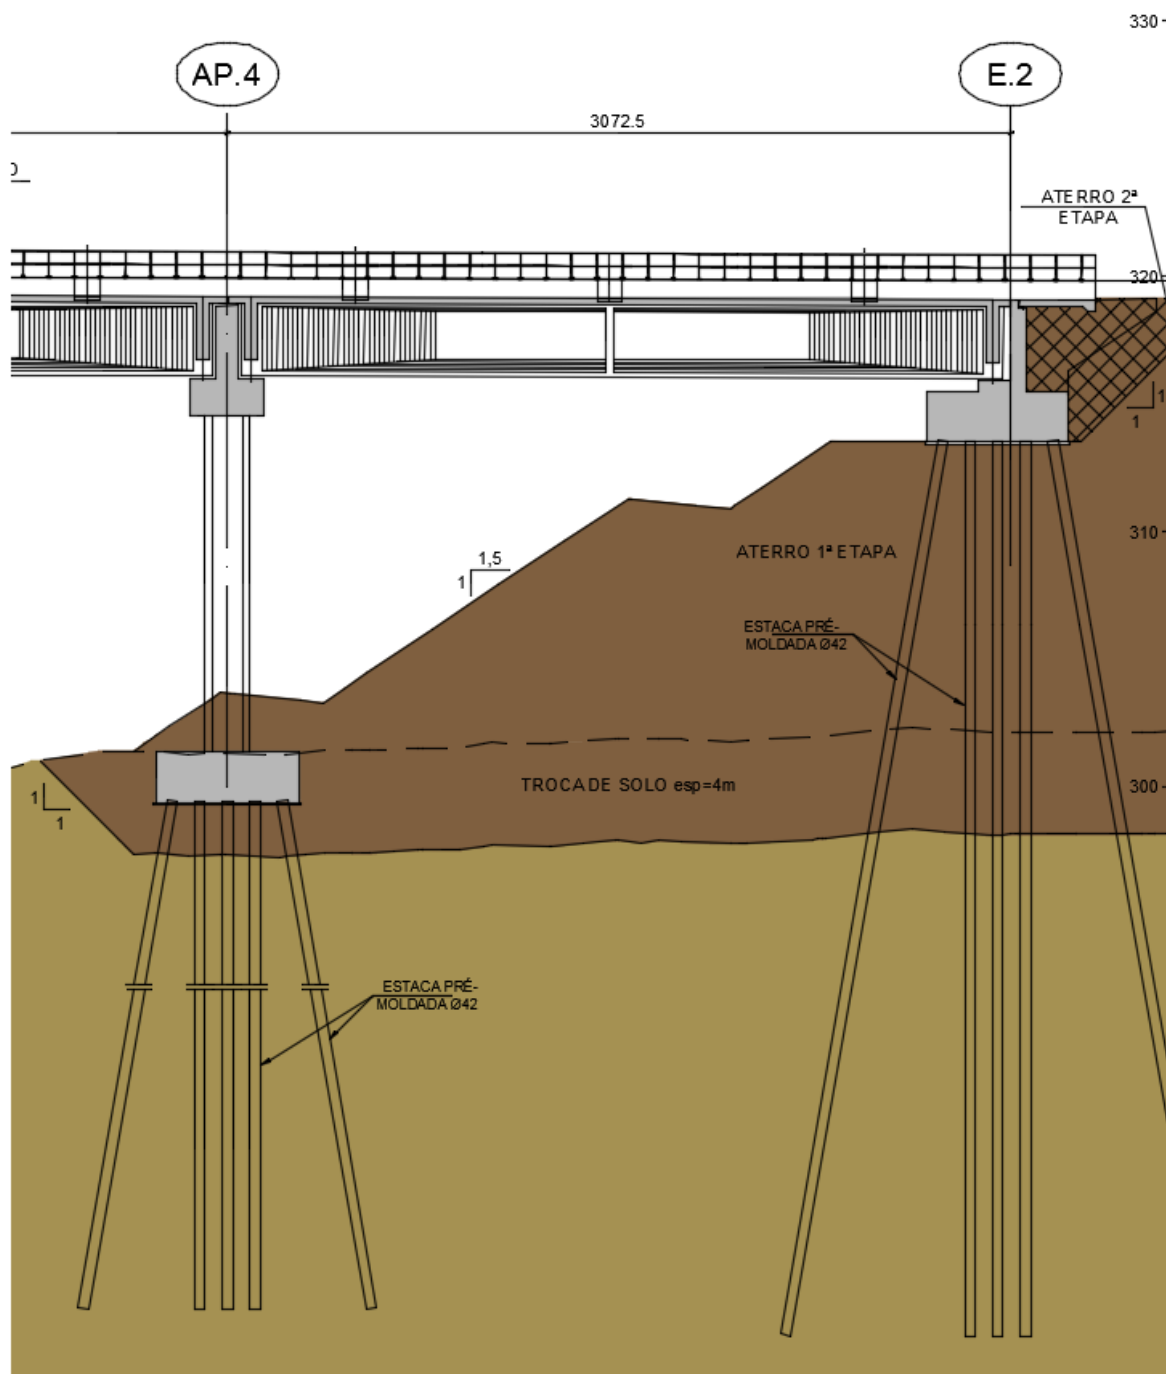 330
AP.4
E.2
3072.5
ATERRO 2ª
ETAPA
320
1
1
310
1,5
1
ATERRO 1ª ETAPA
ESTACA PRÉ-
MOLDADA Ø42
TROCA DE SOLO esp=4m
300
1
1
ESTACA PRÉ-
MOLDADA Ø42